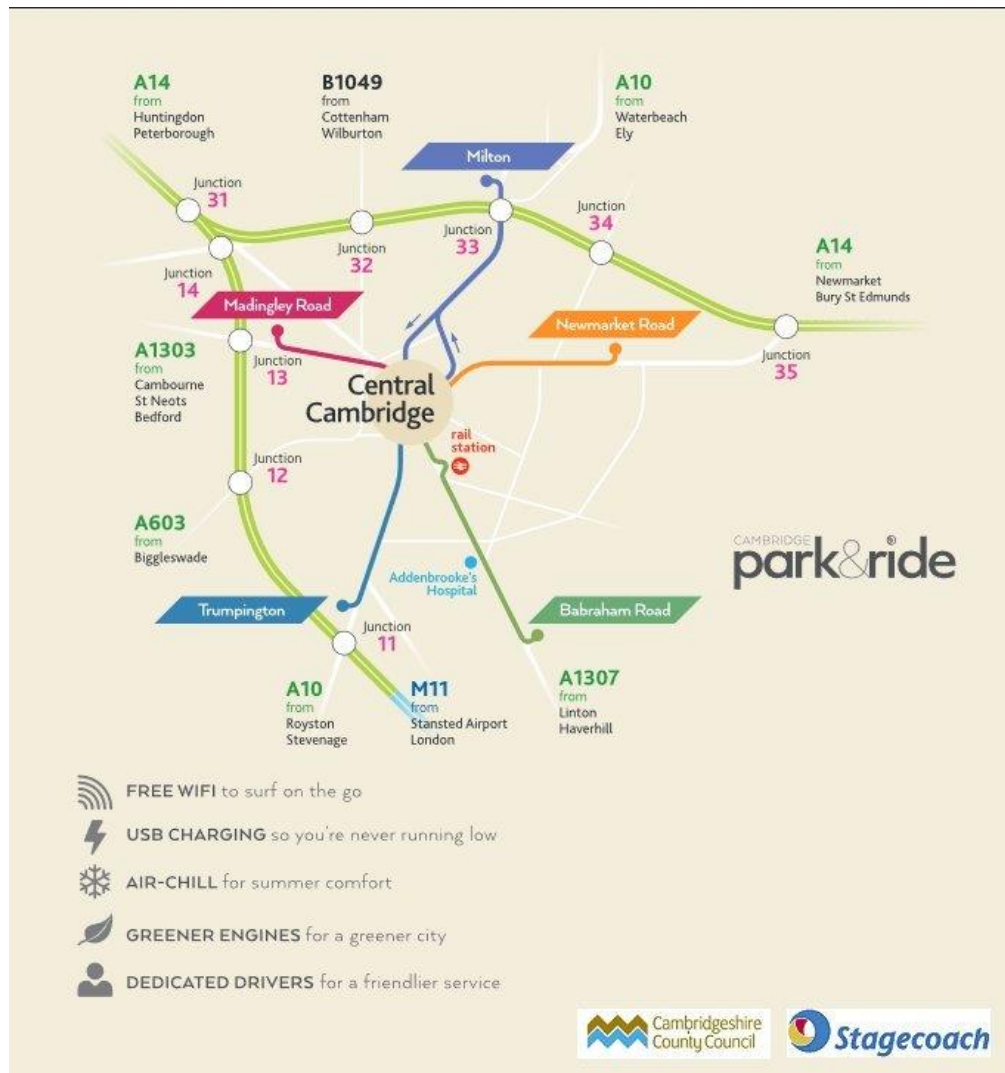 A14
from
Huntingdon
Peterborough
B1049
from
Cottenham
Wilburton
A10
from
Waterbeach
Ely
Milton
Junction
31
Junction
32
Junction
33
Junction
34
A14
from
Newmarket
Bury St Edmunds
Junction
14
Madingley Road
Newmarket Road
A1303
from
Cambourne
St Neots
Bedford
Junction
13
Junction
35
Central
Cambridge
rail
station
Junction
12
A603
from
Biggleswade
CAMBRIDGE
park&ride
Addenbrooke's
Hospital
Trumpington
Babraham Road
Junction
11
A10
from
Royston
Stevenage
M11
from
Stansted Airport
London
A1307
from
Linton
Haverhill
FREE WIFI to surf on the go
USB CHARGING so you're never running low
AIR-CHILL for summer comfort
GREENER ENGINES for a greener city
DEDICATED DRIVERS for a friendlier service
Cambridgeshire
County Council
Stagecoach